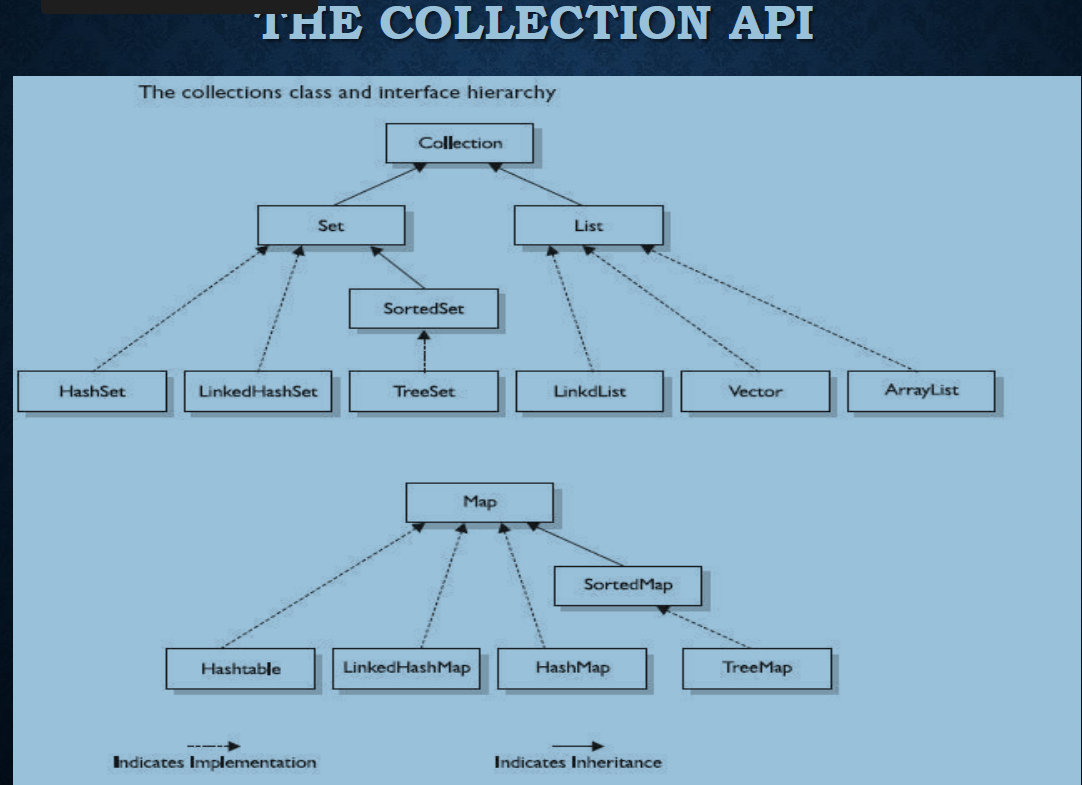 THE COLLECTION API
The collections class and interface hierarchy
Collection
Set
List
SortedSet
HashSet
LinkedHashSet
TreeSet
LinkdList
Vector
ArrayList
Map
SortedMap
Hashtable
LinkedHashMap
HashMap
TreeMap
Indicates Implementation
Indicates Inheritance